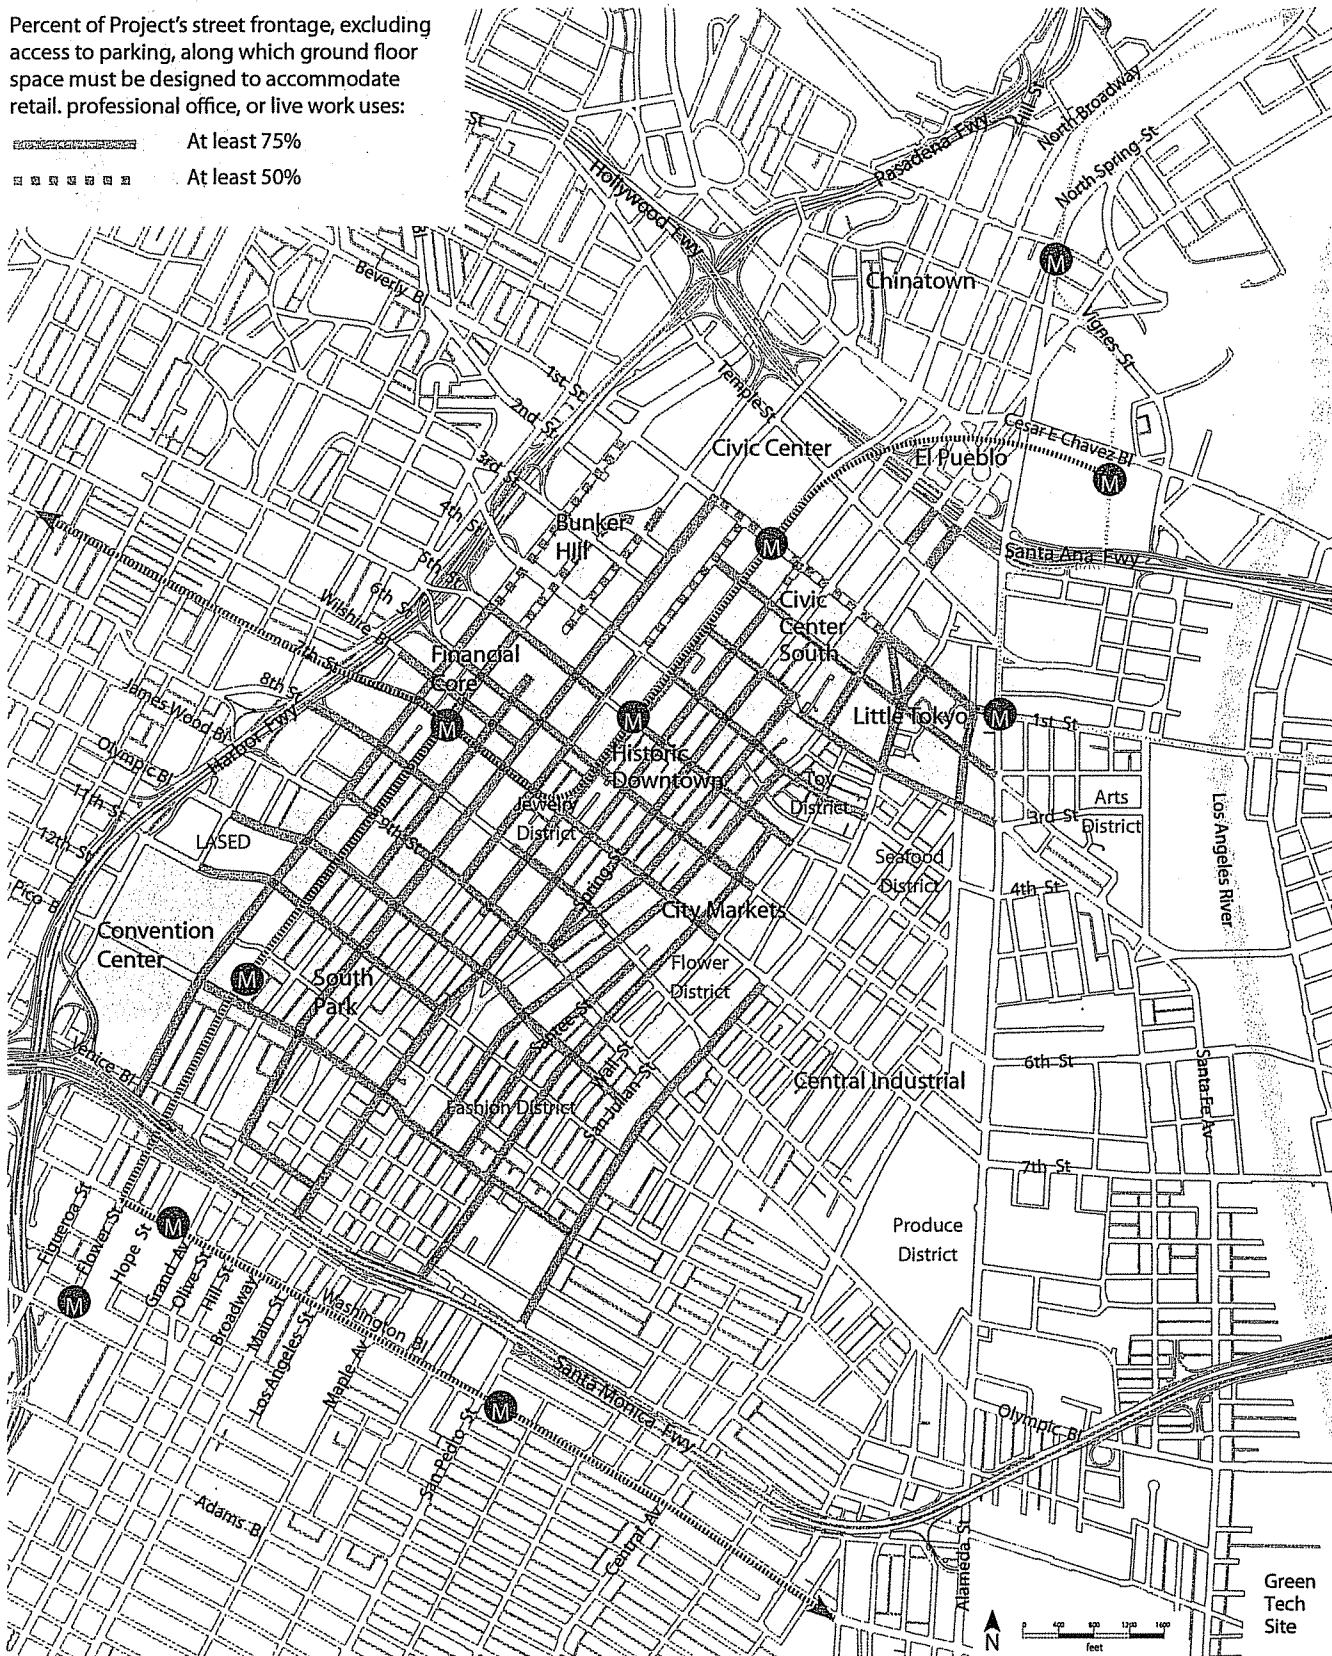 Percent of Project's street frontage, excluding
access to parking, along which ground floor
space must be designed to accommodate
retail. professional office, or live work uses:
At least 75%
At least 50%
St
Hollywood Fwy
Pasadena Fwy
Hill St
North Broadway
North Spring St
M
Chinatown
Vignes St
Beverly Bl
1st St
2nd St
3rd St
4th St
5th St
6th St
Wilshire Bl
7th St
8th St
James Wood Bl
Olympic Bl
11th St
12th St
Pico Bl
Harbor Fwy
Temple St
Civic Center
El Pueblo
Cesar E Chavez Bl
M
Santa Ana Fwy
Bunker
Hill
M
Civic
Center
South
Financial
Core
M
M
Little Tokyo
M
1st St
Historic
Downtown
Jewelry
District
Toy
District
Arts
District
3rd St
9th St
LASED
Seafood
District
4th St
Los Angeles River
Spring St
City Markets
Convention
Center
Flower
District
M
South
Park
Santee St
Wall St
San Julian St
Venice Bl
Fashion District
Central Industrial
6th St
Santa Fe Av
7th St
Produce
District
M
M
Figueroa St
Flower St
Hope St
Grand Av
Olive St
Hill St
Broadway
Main St
Los Angeles St
Maple Av
Washington Bl
Santa Monica Fwy
M
San Pedro St
Central Av
Adams Bl
Olympic Bl
Alameda St
N
0 400 800 1200 1600
feet
Green
Tech
Site